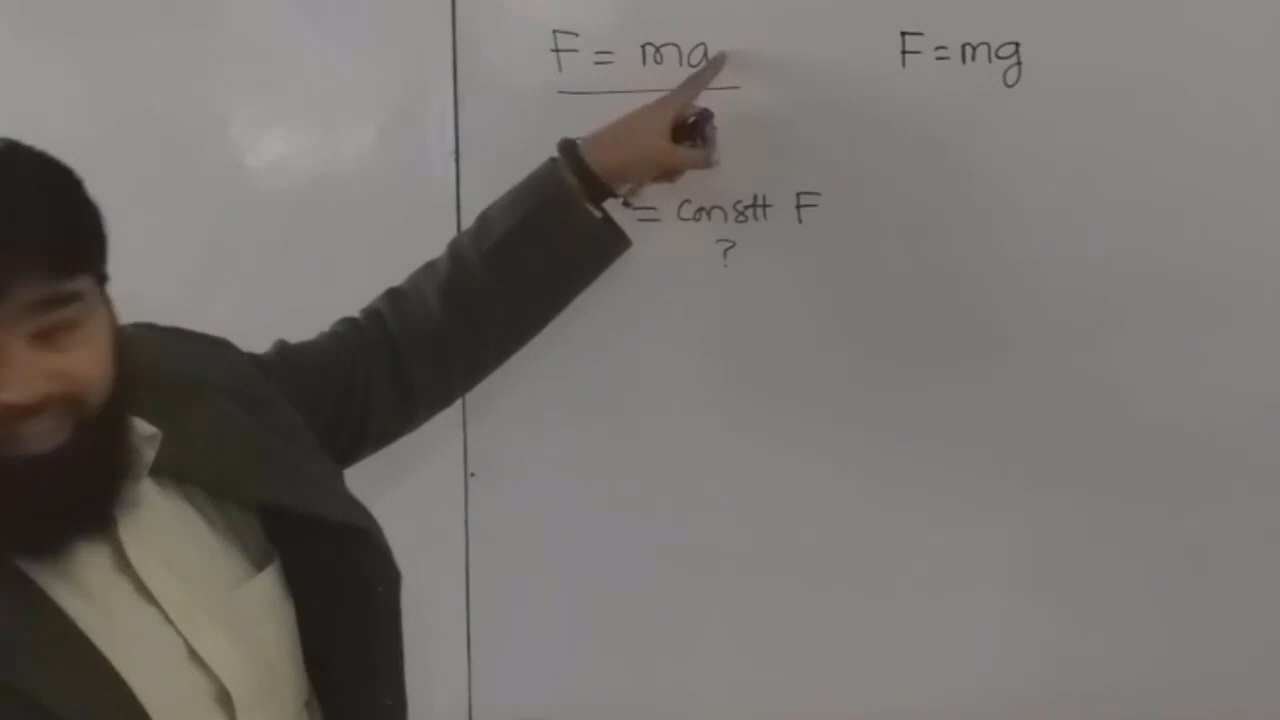 F = ma F = mg
= constt F
?